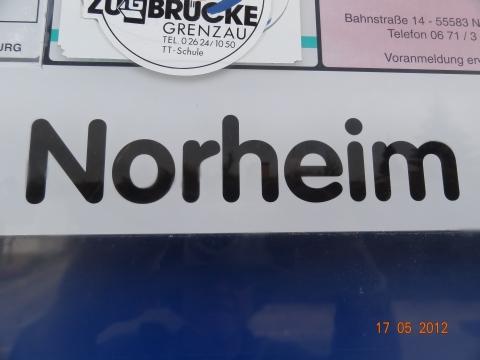 ZUGBRÜCKE
GRENZAU
TEL. 0 26 24/10 50
TT-Schule
BURG
Bahnstraße 14 - 55583 N
Telefon 06 71 / 3
Voranmeldung er
Norheim
17 05 2012